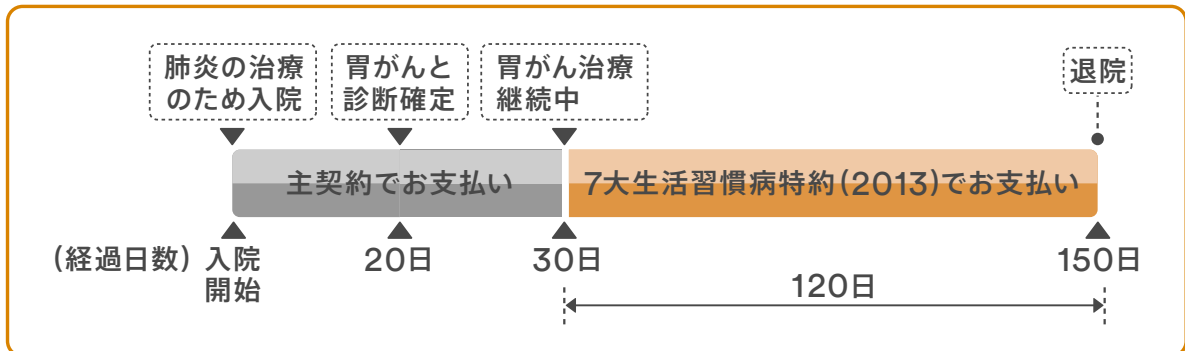 肺炎の治療
のため入院
胃がんと
診断確定
胃がん治療
継続中
退院
主契約でお支払い
7大生活習慣病特約(2013)でお支払い
(経過日数)
入院
開始
20日
30日
150日
120日